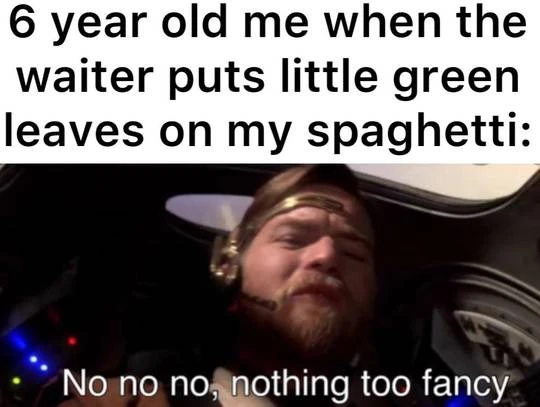 6 year old me when the
waiter puts little green
leaves on my spaghetti:
No no no, nothing too fancy